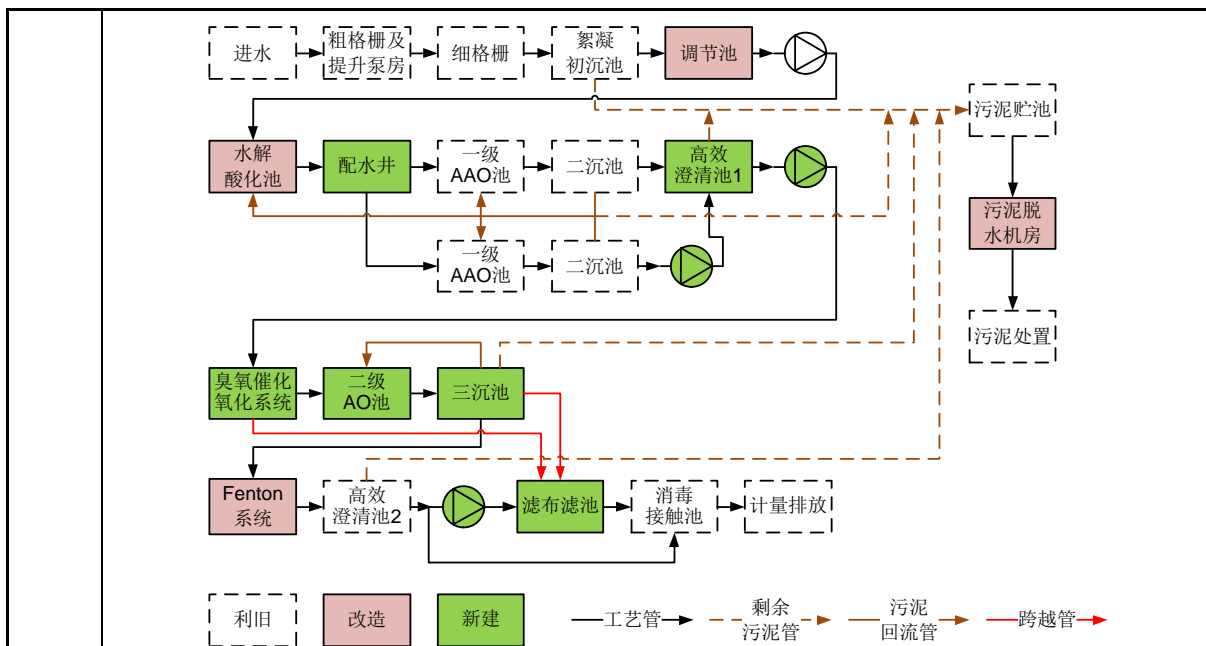 进水
粗格栅及
提升泵房
细格栅
絮凝
初沉池
调节池
污泥贮池
水解
酸化池
配水井
一级
AAO池
二沉池
高效
澄清池1
污泥脱
水机房
一级
AAO池
二沉池
污泥处置
臭氧催化
氧化系统
二级
AO池
三沉池
Fenton
系统
高效
澄清池2
滤布滤池
消毒
接触池
计量排放
利旧
改造
新建
工艺管
剩余
污泥管
污泥
回流管
跨越管